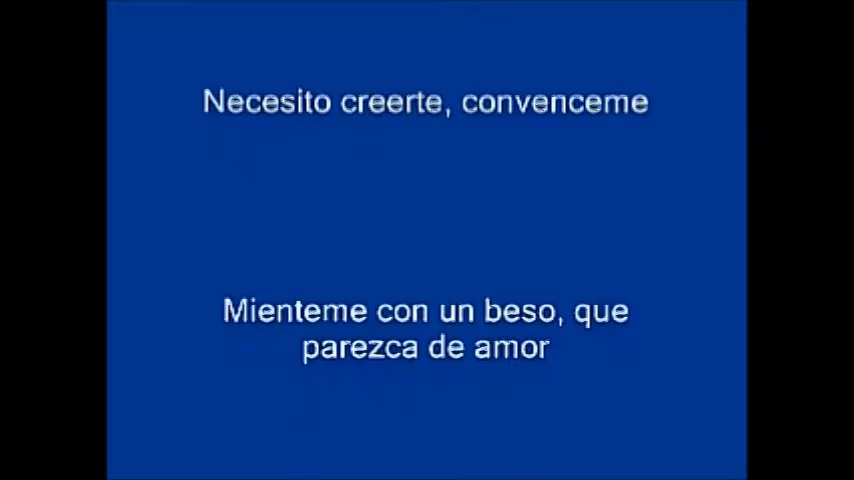 Necesito creerte, convenceme
Mienteme con un beso, que
parezca de amor